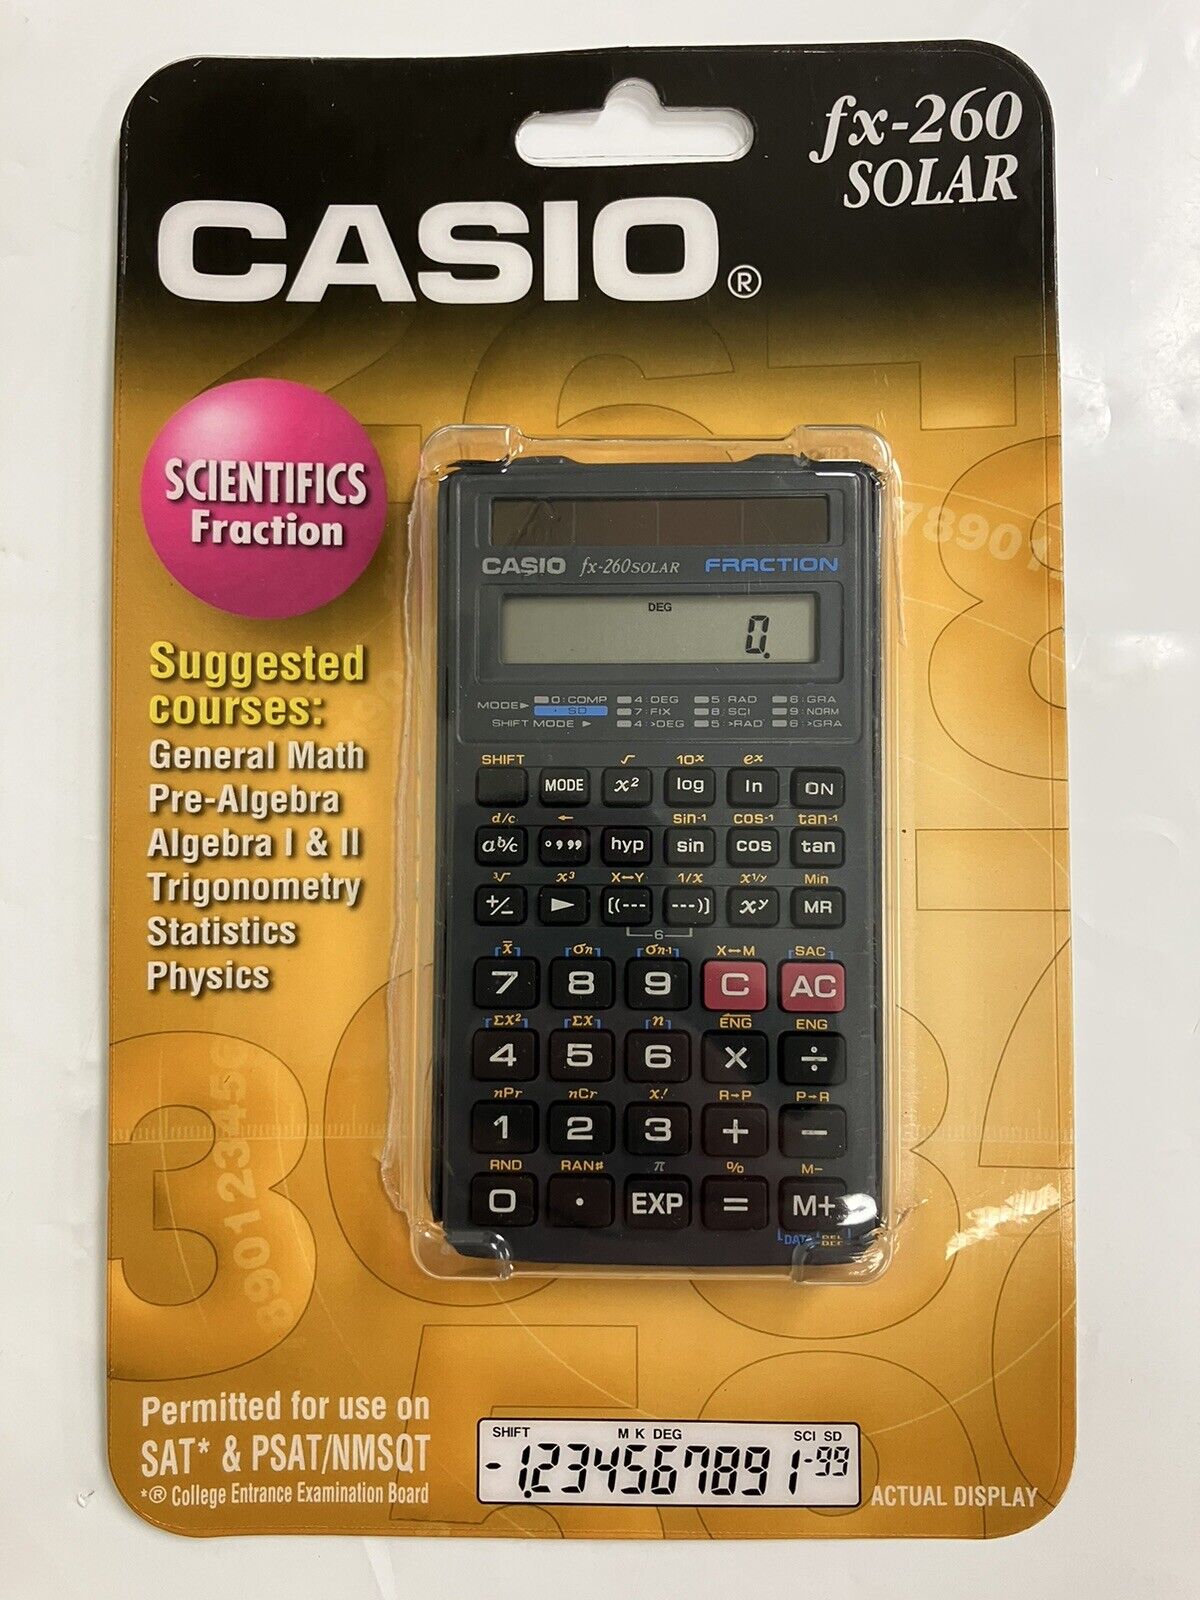 fx-260
SOLAR
CASIO®
SCIENTIFICS
Fraction
Suggested
courses:
General Math
Pre-Algebra
Algebra I & II
Trigonometry
Statistics
Physics
CASIO fx-260SOLAR FRACTION
DEG
0.
MODE▶ 0:COMP 4:DEG 5:RAD 6:GRA
· SD 7:FIX 8:SCI 9:NORM
SHIFT MODE ▶ 4:>DEG 5:>RAD 6:>GRA
SHIFT √ 10ˣ eˣ
MODE x² log ln ON
d/c ← sin⁻¹ cos⁻¹ tan⁻¹
a b/c °,,, hyp sin cos tan
³√ x³ X↔Y 1/x x^1/y Min
+/− ▶ [(--- ---)] xʸ MR
6
x̄ σn σn-1 X↔M SAC
7 8 9 C AC
Σx² Σx n ←ENG ENG
4 5 6 × ÷
nPr nCr x! R→P P→R
1 2 3 + −
RND RAN# π % M−
0 · EXP = M+
DATA DEL
7890 1
890 1 23456
Permitted for use on
SAT* & PSAT/NMSQT
*® College Entrance Examination Board
SHIFT M K DEG SCI SD
-1.234567891-99
ACTUAL DISPLAY